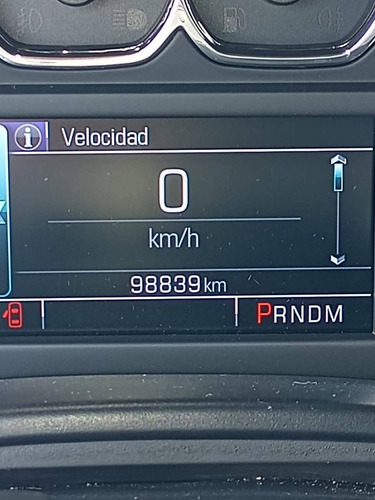 Velocidad
0
km/h
98839 km
PRNDM